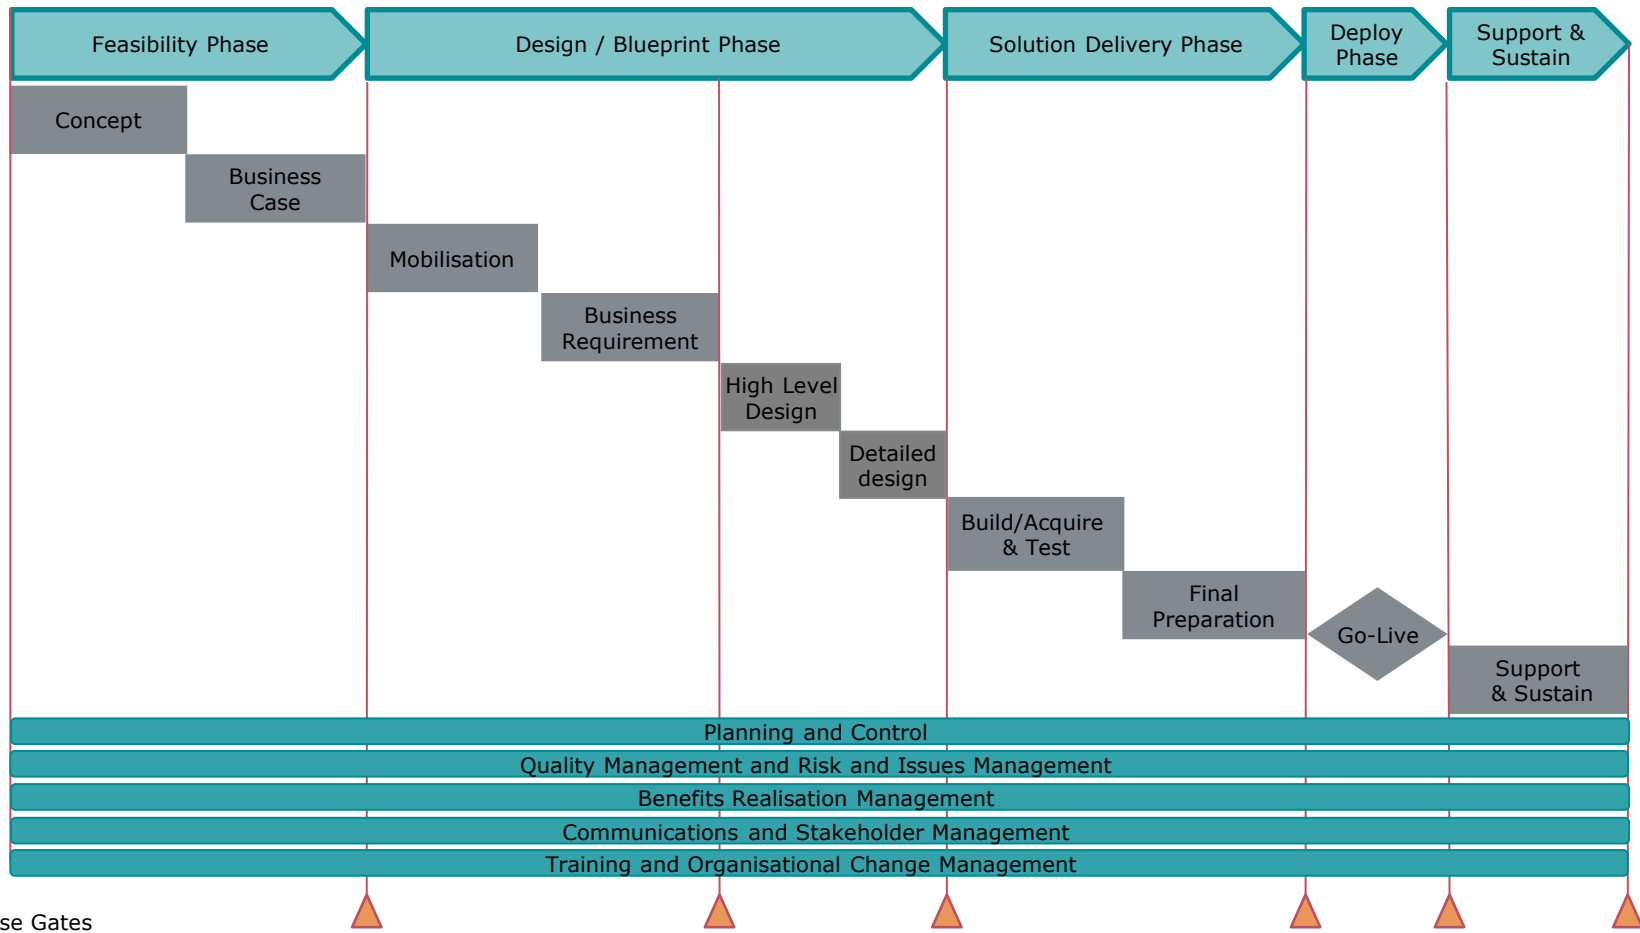 Feasibility Phase
Design / Blueprint Phase
Solution Delivery Phase
Deploy
Phase
Support &
Sustain
Concept
Business
Case
Mobilisation
Business
Requirement
High Level
Design
Detailed
design
Build/Acquire
& Test
Final
Preparation
Go-Live
Support
& Sustain
Planning and Control
Quality Management and Risk and Issues Management
Benefits Realisation Management
Communications and Stakeholder Management
Training and Organisational Change Management
se Gates